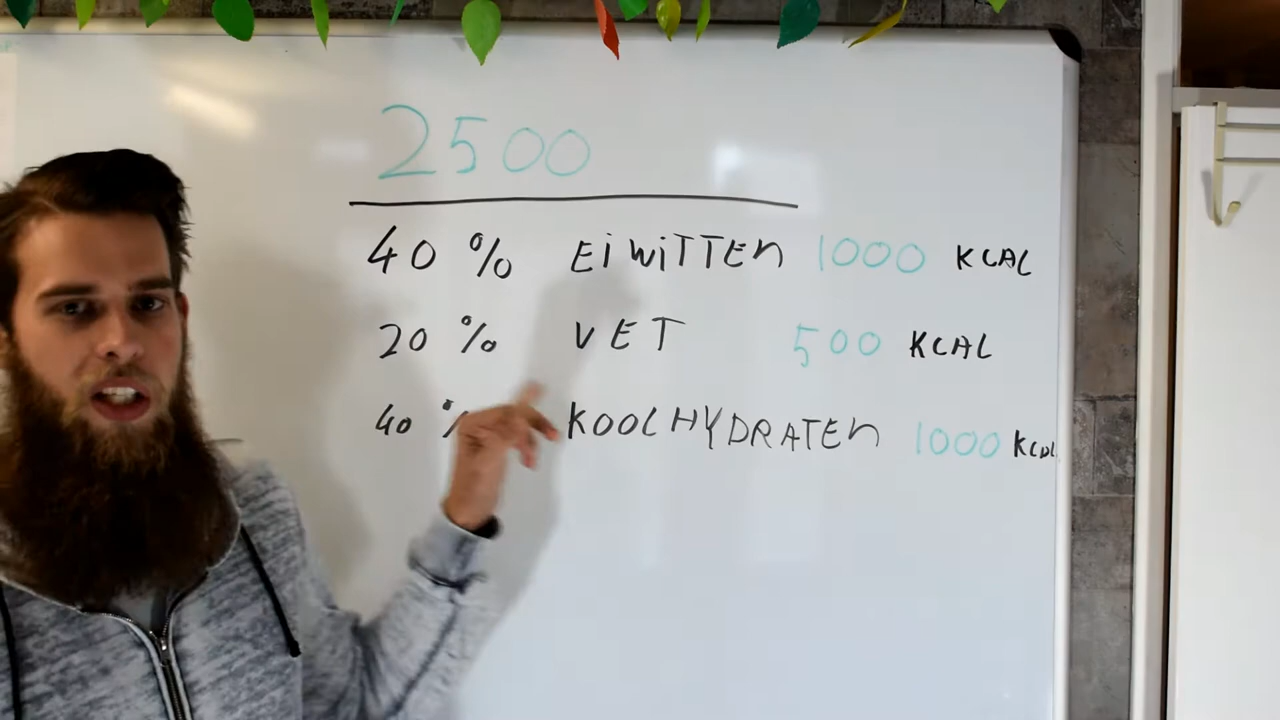 2500
40 % EiWiTTEn 1000 KCAL
20 % VET 500 KCAL
40 % KOOLHYDRATEn 1000 KCAL